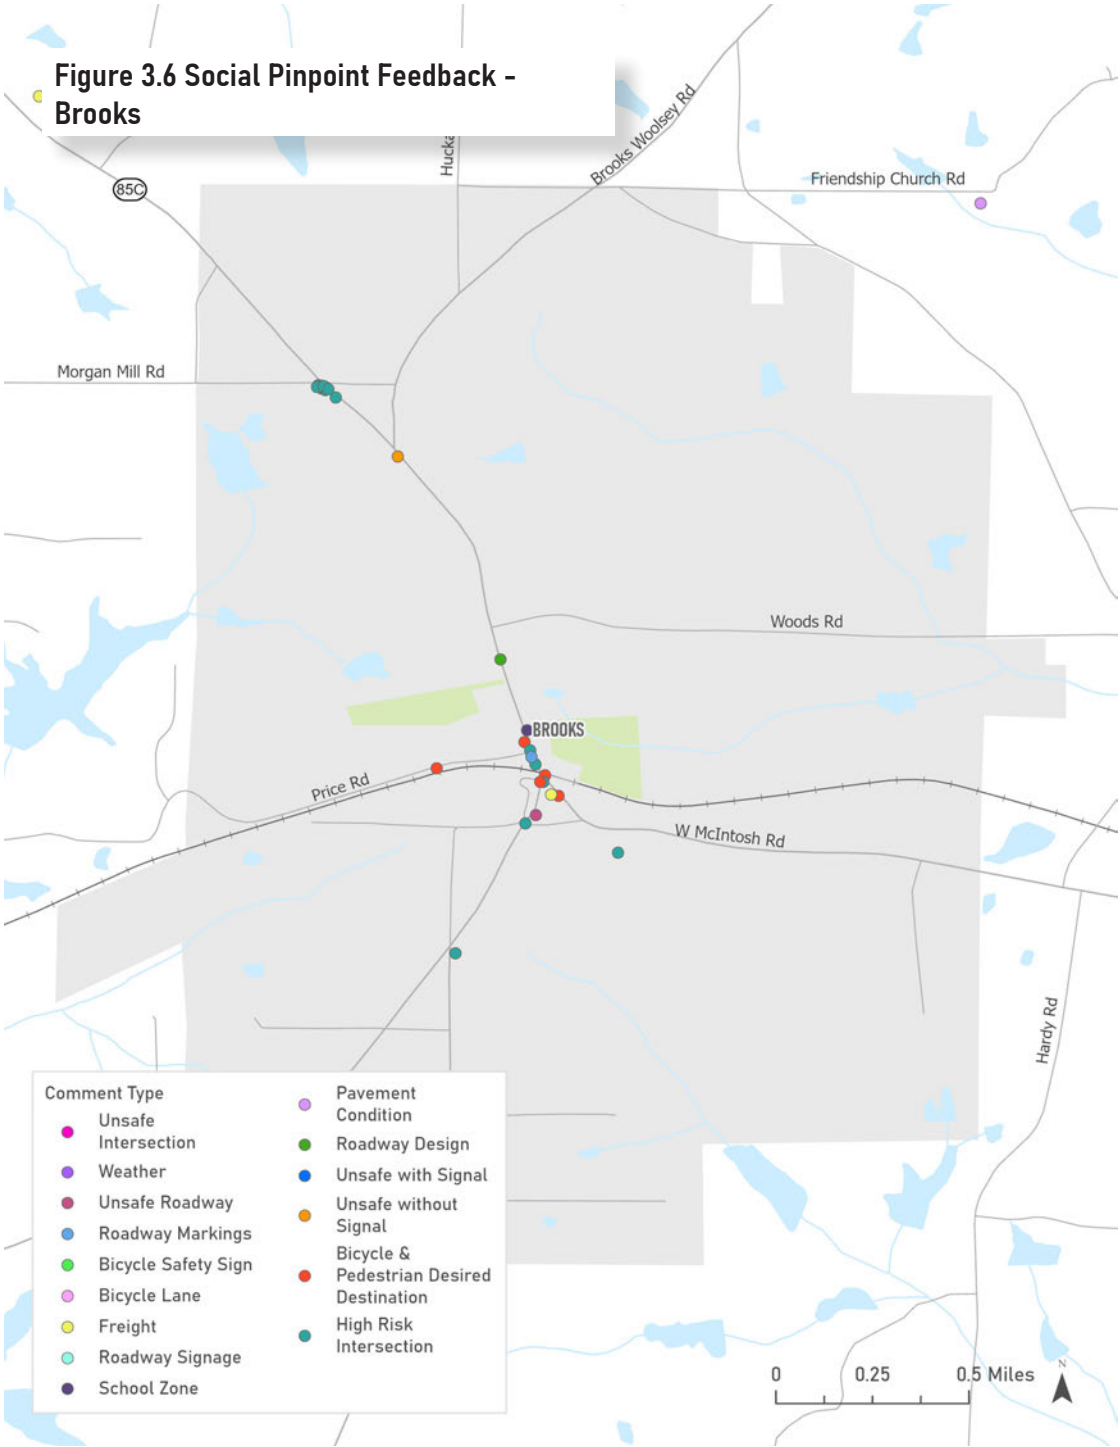 Figure 3.6 Social Pinpoint Feedback -
Brooks
Brooks Woolsey Rd
Friendship Church Rd
85C
Morgan Mill Rd
Woods Rd
BROOKS
Price Rd
W McIntosh Rd
Hardy Rd
Comment Type
Unsafe
Intersection
Weather
Unsafe Roadway
Roadway Markings
Bicycle Safety Sign
Bicycle Lane
Freight
Roadway Signage
School Zone
Pavement
Condition
Roadway Design
Unsafe with Signal
Unsafe without
Signal
Bicycle &
Pedestrian Desired
Destination
High Risk
Intersection
0 0.25 0.5 Miles
N